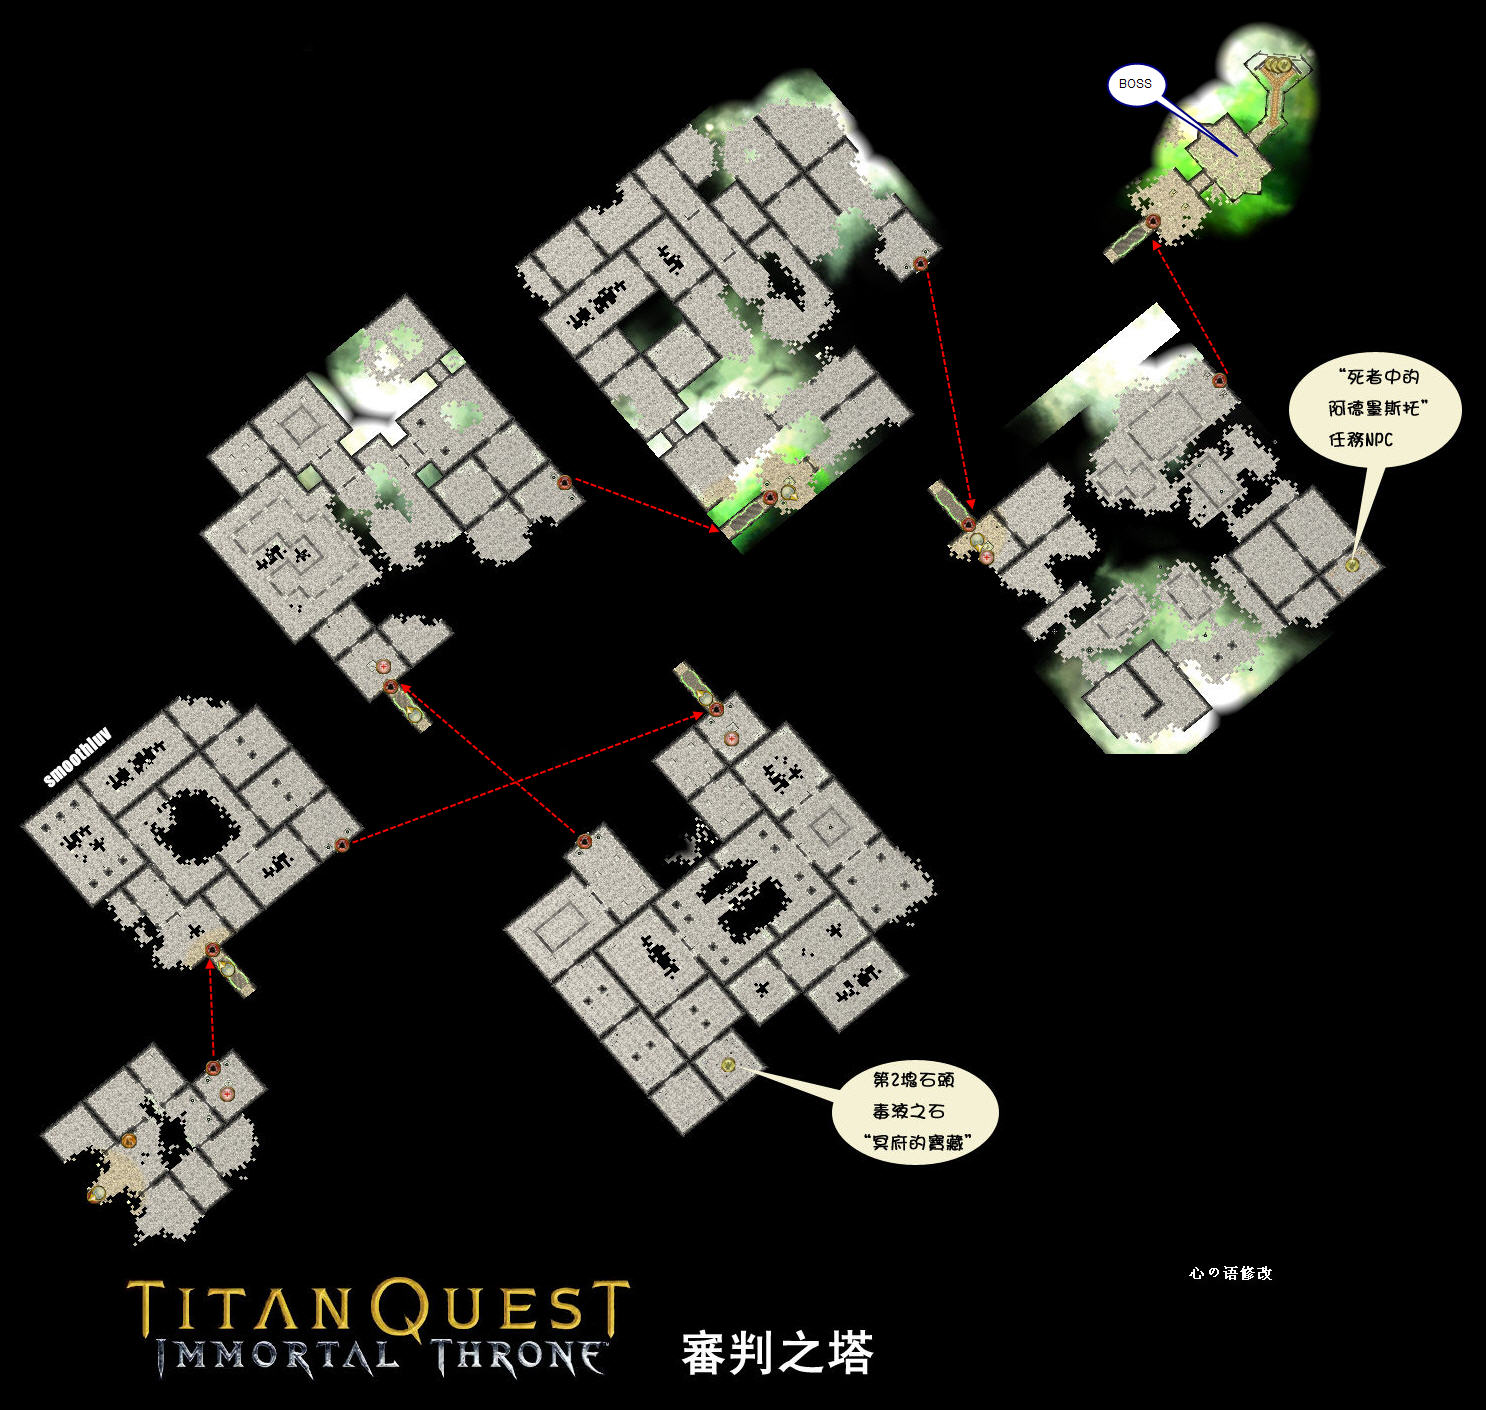 BOSS
“死者中的
阿德墨斯托”
任務NPC
smoothluv
第2塊石頭
毒液之石
“冥府的寶藏”
心の语修改
TITAN QUEST
IMMORTAL THRONE
審判之塔